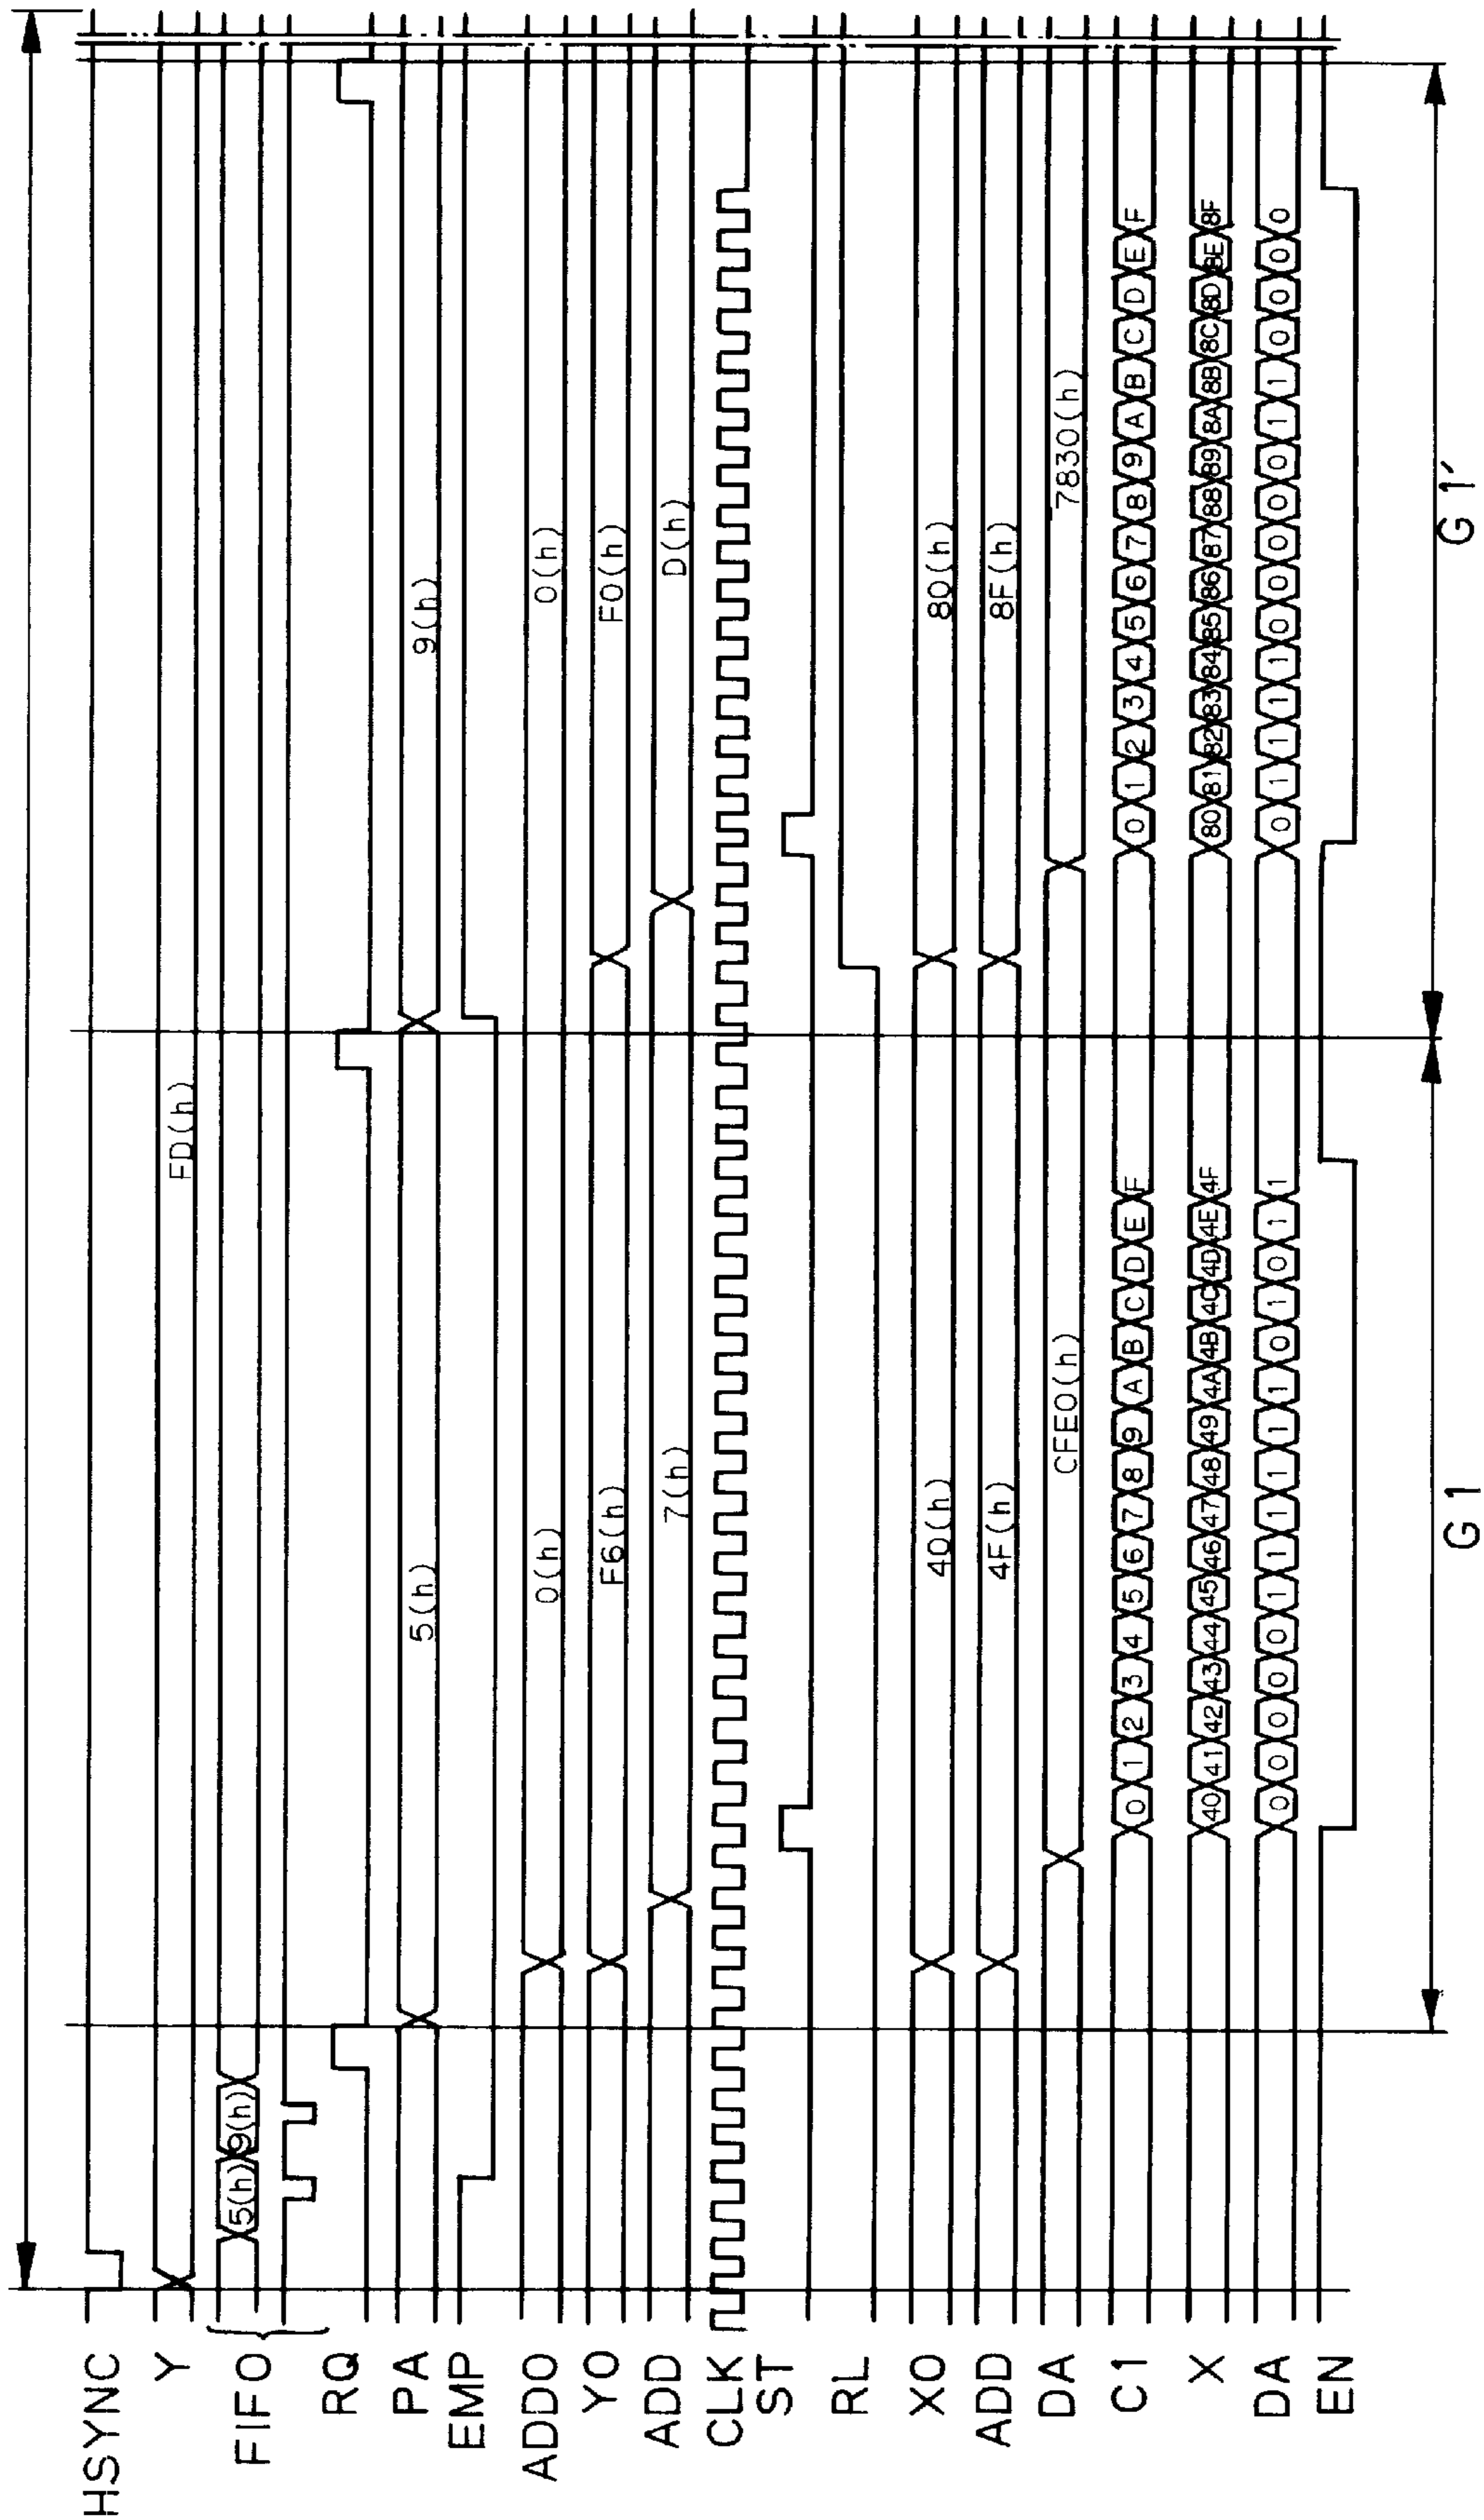 HSYNC
Y FD(h)
FIFO 5(h) 9(h)
RQ
PA 5(h) 9(h)
EMP
ADDO 0(h) 0(h)
YO F6(h) F0(h)
ADD 7(h) D(h)
CLK
ST
RL
XO 40(h) 80(h)
ADD 4F(h) 8F(h)
DA CFE0(h) 7830(h)
C1 0 1 2 3 4 5 6 7 8 9 A B C D E F 0 1 2 3 4 5 6 7 8 9 A B C D E F
X 40 41 42 43 44 45 46 47 48 49 4A 4B 4C 4D 4E 4F 80 81 82 83 84 85 86 87 88 89 8A 8B 8C 8D 8E 8F
DA 0 0 0 0 0 1 1 1 1 1 1 0 1 0 1 1 0 1 1 1 1 0 0 0 0 0 1 1 0 0 0 0
EN
G1 G1′